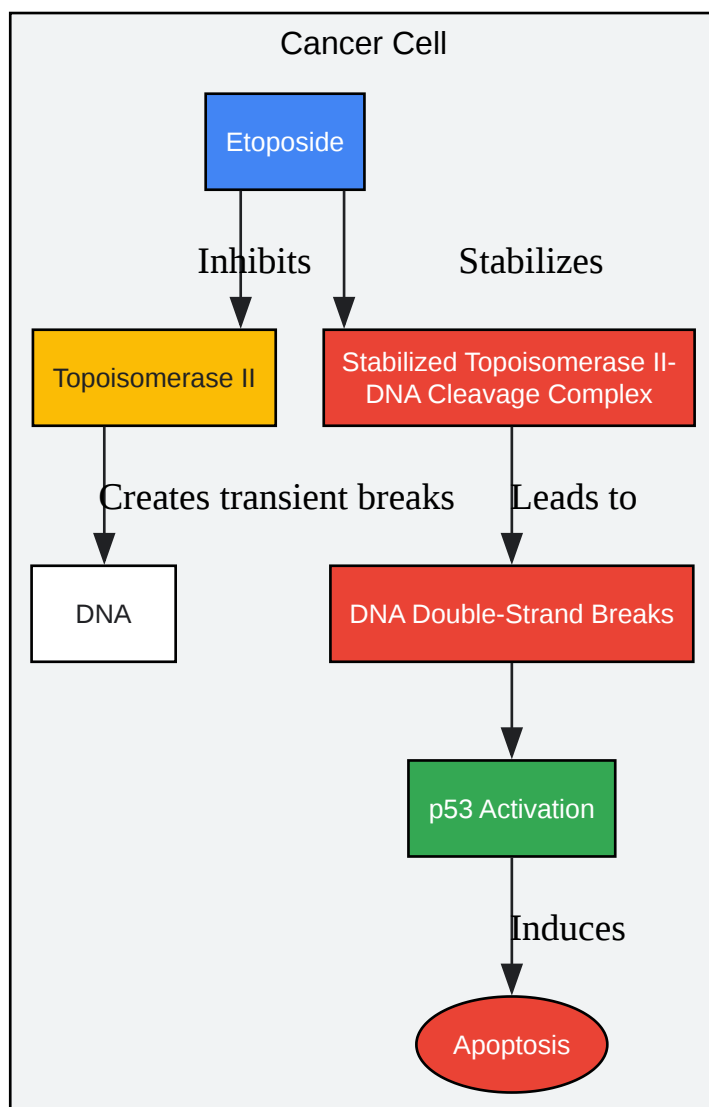 Cancer Cell
Etoposide
Inhibits
Stabilizes
Topoisomerase II
Stabilized Topoisomerase II-
DNA Cleavage Complex
Creates transient breaks
Leads to
DNA
DNA Double-Strand Breaks
p53 Activation
Induces
Apoptosis